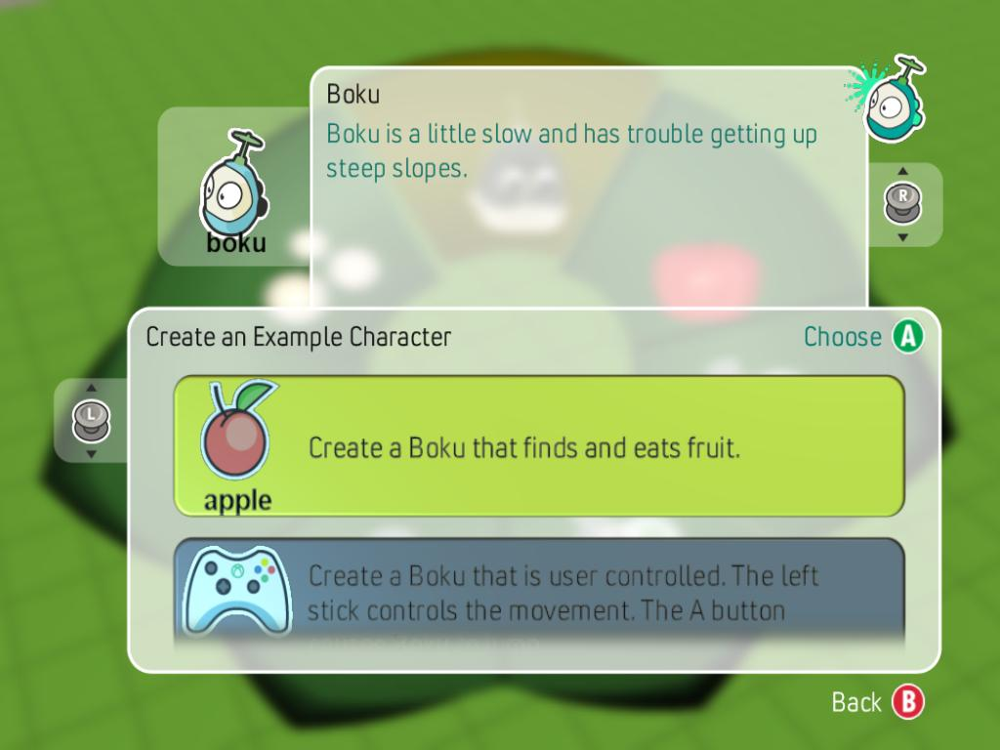 Boku
Boku is a little slow and has trouble getting up
steep slopes.
boku
R
Create an Example Character
Choose A
L
Create a Boku that finds and eats fruit.
apple
Create a Boku that is user controlled. The left
stick controls the movement. The A button
Back B